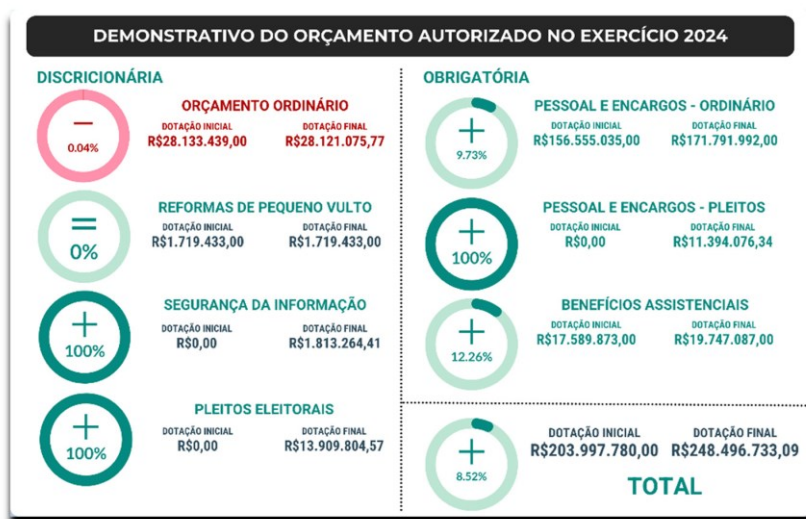 DEMONSTRATIVO DO ORÇAMENTO AUTORIZADO NO EXERCÍCIO 2024
DISCRICIONÁRIA
ORÇAMENTO ORDINÁRIO
DOTAÇÃO INICIAL DOTAÇÃO FINAL
0.04% R$28.133.439,00 R$28.121.075,77
REFORMAS DE PEQUENO VULTO
DOTAÇÃO INICIAL DOTAÇÃO FINAL
0% R$1.719.433,00 R$1.719.433,00
SEGURANÇA DA INFORMAÇÃO
DOTAÇÃO INICIAL DOTAÇÃO FINAL
100% R$0,00 R$1.813.264,41
PLEITOS ELEITORAIS
DOTAÇÃO INICIAL DOTAÇÃO FINAL
100% R$0,00 R$13.909.804,57
OBRIGATÓRIA
PESSOAL E ENCARGOS - ORDINÁRIO
DOTAÇÃO INICIAL DOTAÇÃO FINAL
9.73% R$156.555.035,00 R$171.791.992,00
PESSOAL E ENCARGOS - PLEITOS
DOTAÇÃO INICIAL DOTAÇÃO FINAL
100% R$0,00 R$11.394.076,34
BENEFÍCIOS ASSISTENCIAIS
DOTAÇÃO INICIAL DOTAÇÃO FINAL
12.26% R$17.589.873,00 R$19.747.087,00
DOTAÇÃO INICIAL DOTAÇÃO FINAL
8.52% R$203.997.780,00 R$248.496.733,09
TOTAL